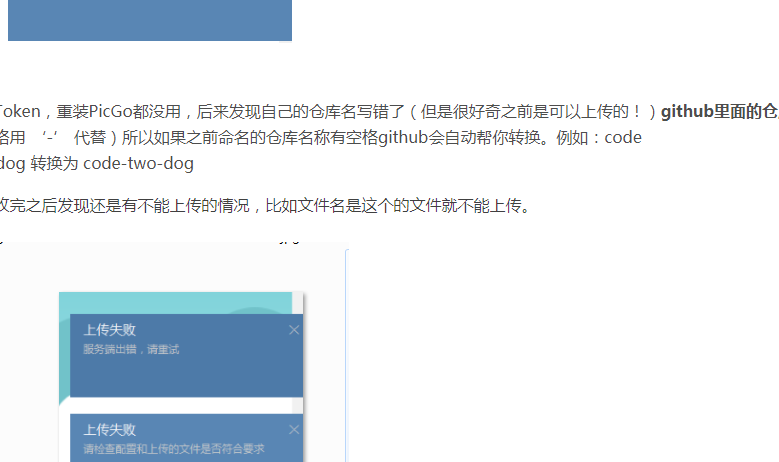 Token，重装PicGo都没用，后来发现自己的仓库名写错了（但是很好奇之前是可以上传的！）github里面的仓
格用 ‘-’ 代替）所以如果之前命名的仓库名称有空格github会自动帮你转换。例如：code
dog 转换为 code-two-dog
改完之后发现还是有不能上传的情况，比如文件名是这个的文件就不能上传。
上传失败
服务端出错，请重试
上传失败
请检查配置和上传的文件是否符合要求